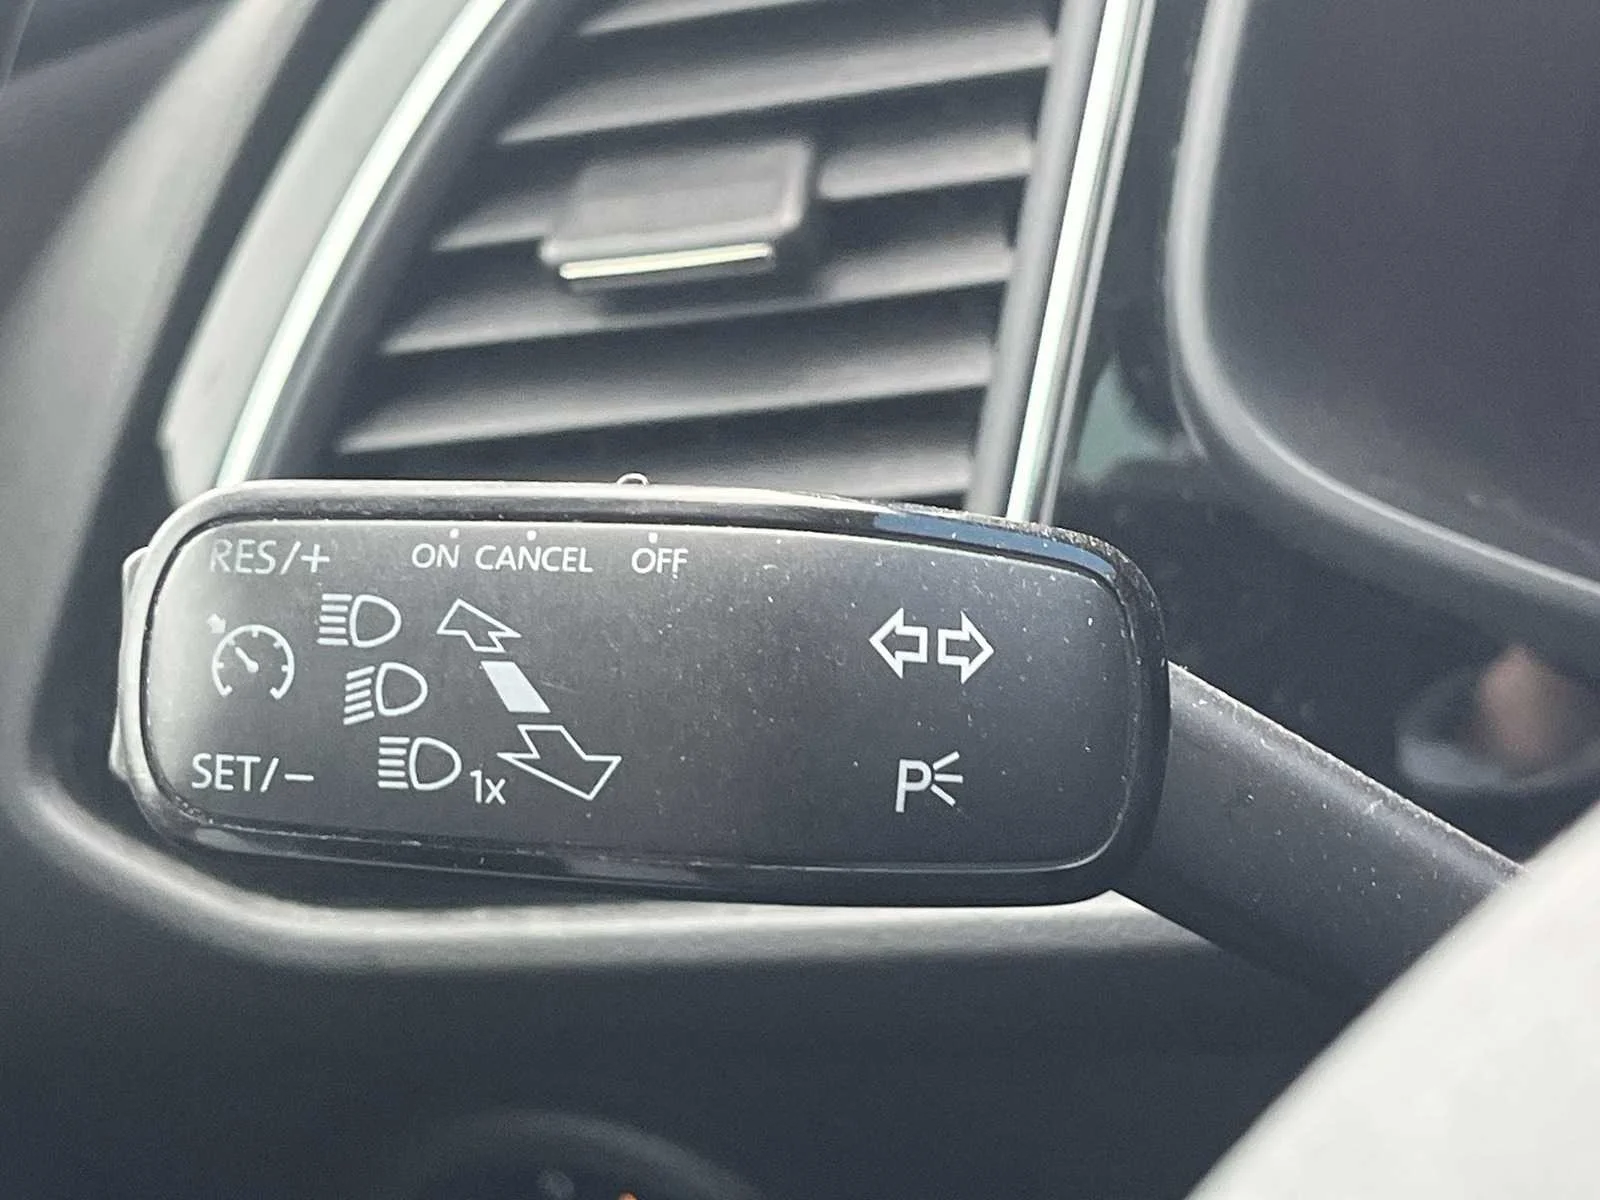 RES/+ ON CANCEL OFF
SET/− 1x P